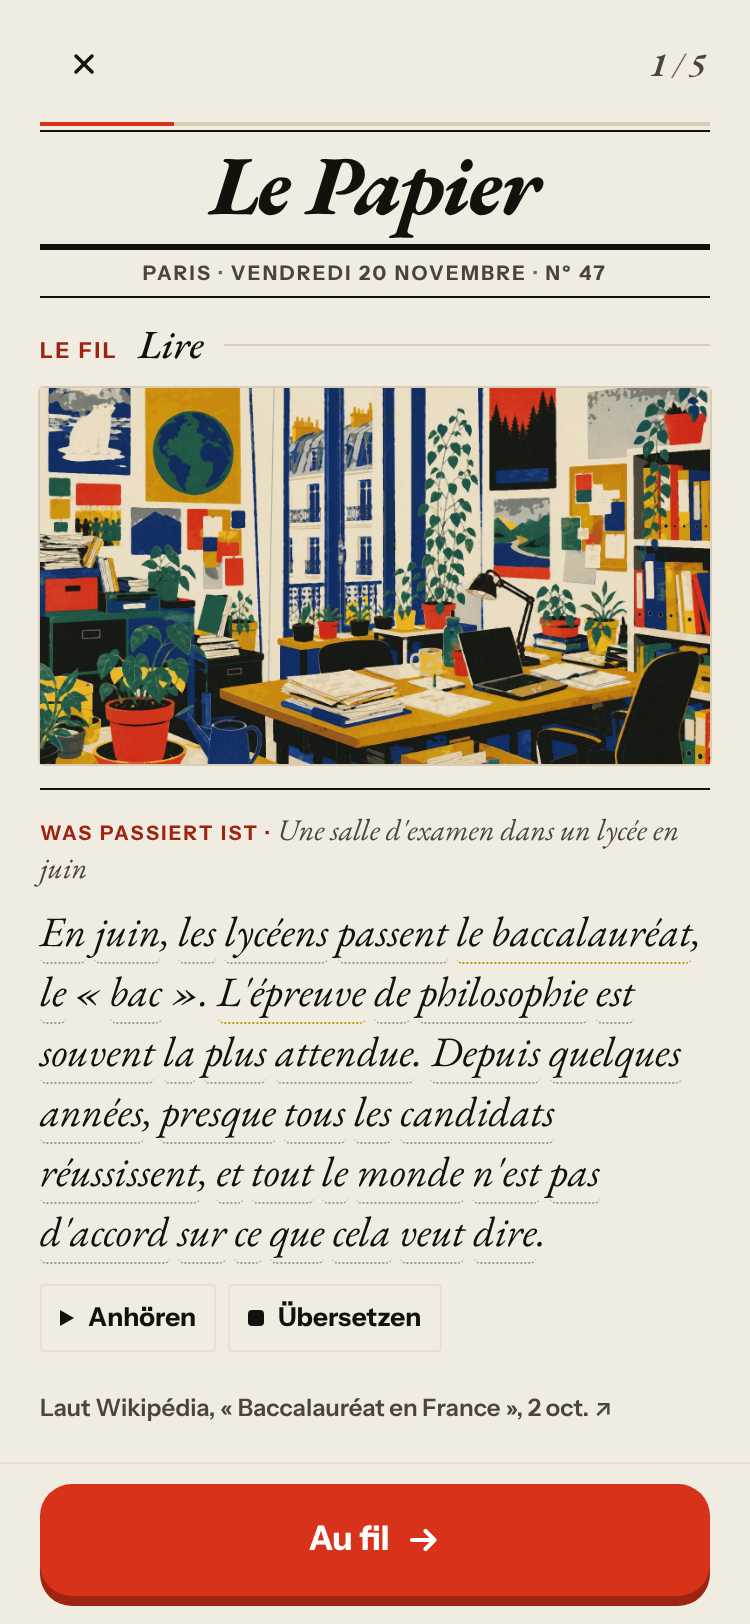 1 / 5
Le Papier
PARIS · VENDREDI 20 NOVEMBRE · N° 47
LE FIL Lire
WAS PASSIERT IST · Une salle d'examen dans un lycée en
juin
En juin, les lycéens passent le baccalauréat,
le « bac ». L'épreuve de philosophie est
souvent la plus attendue. Depuis quelques
années, presque tous les candidats
réussissent, et tout le monde n'est pas
d'accord sur ce que cela veut dire.
Anhören Übersetzen
Laut Wikipédia, « Baccalauréat en France », 2 oct. ↗
Au fil →